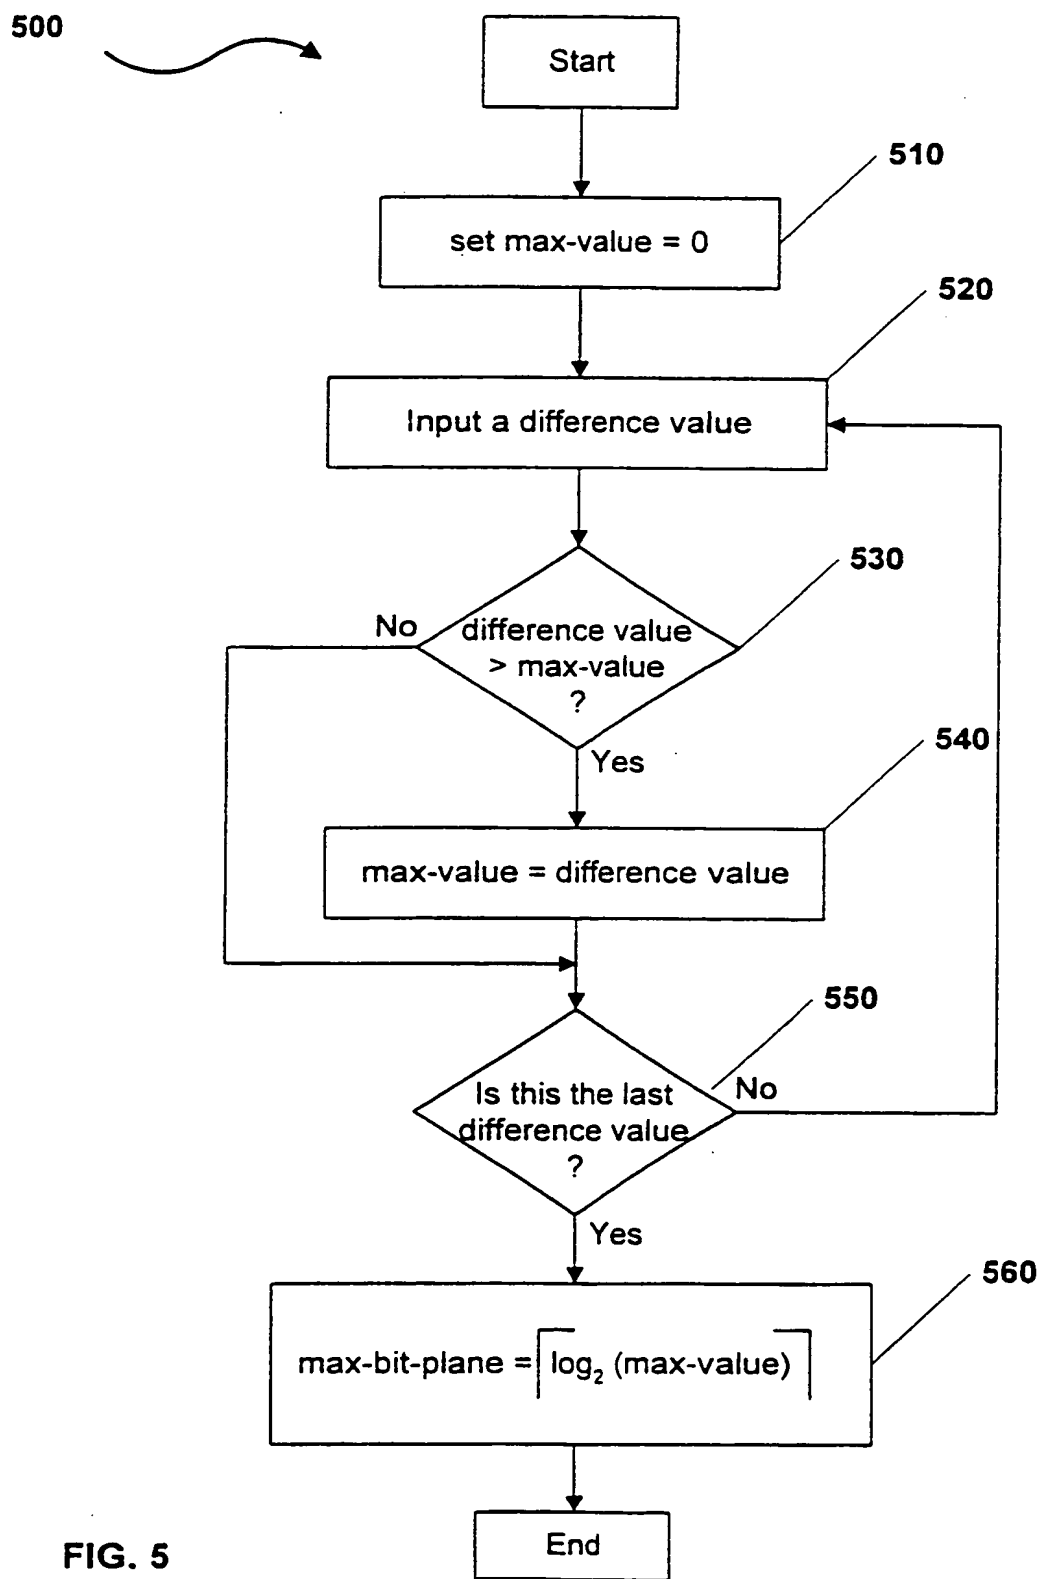 500
Start
510
set max-value = 0
520
Input a difference value
530
No
difference value
> max-value
?
Yes
540
max-value = difference value
550
Is this the last
difference value
?
No
Yes
560
max-bit-plane = ⌈log₂ (max-value)⌉
End
FIG. 5